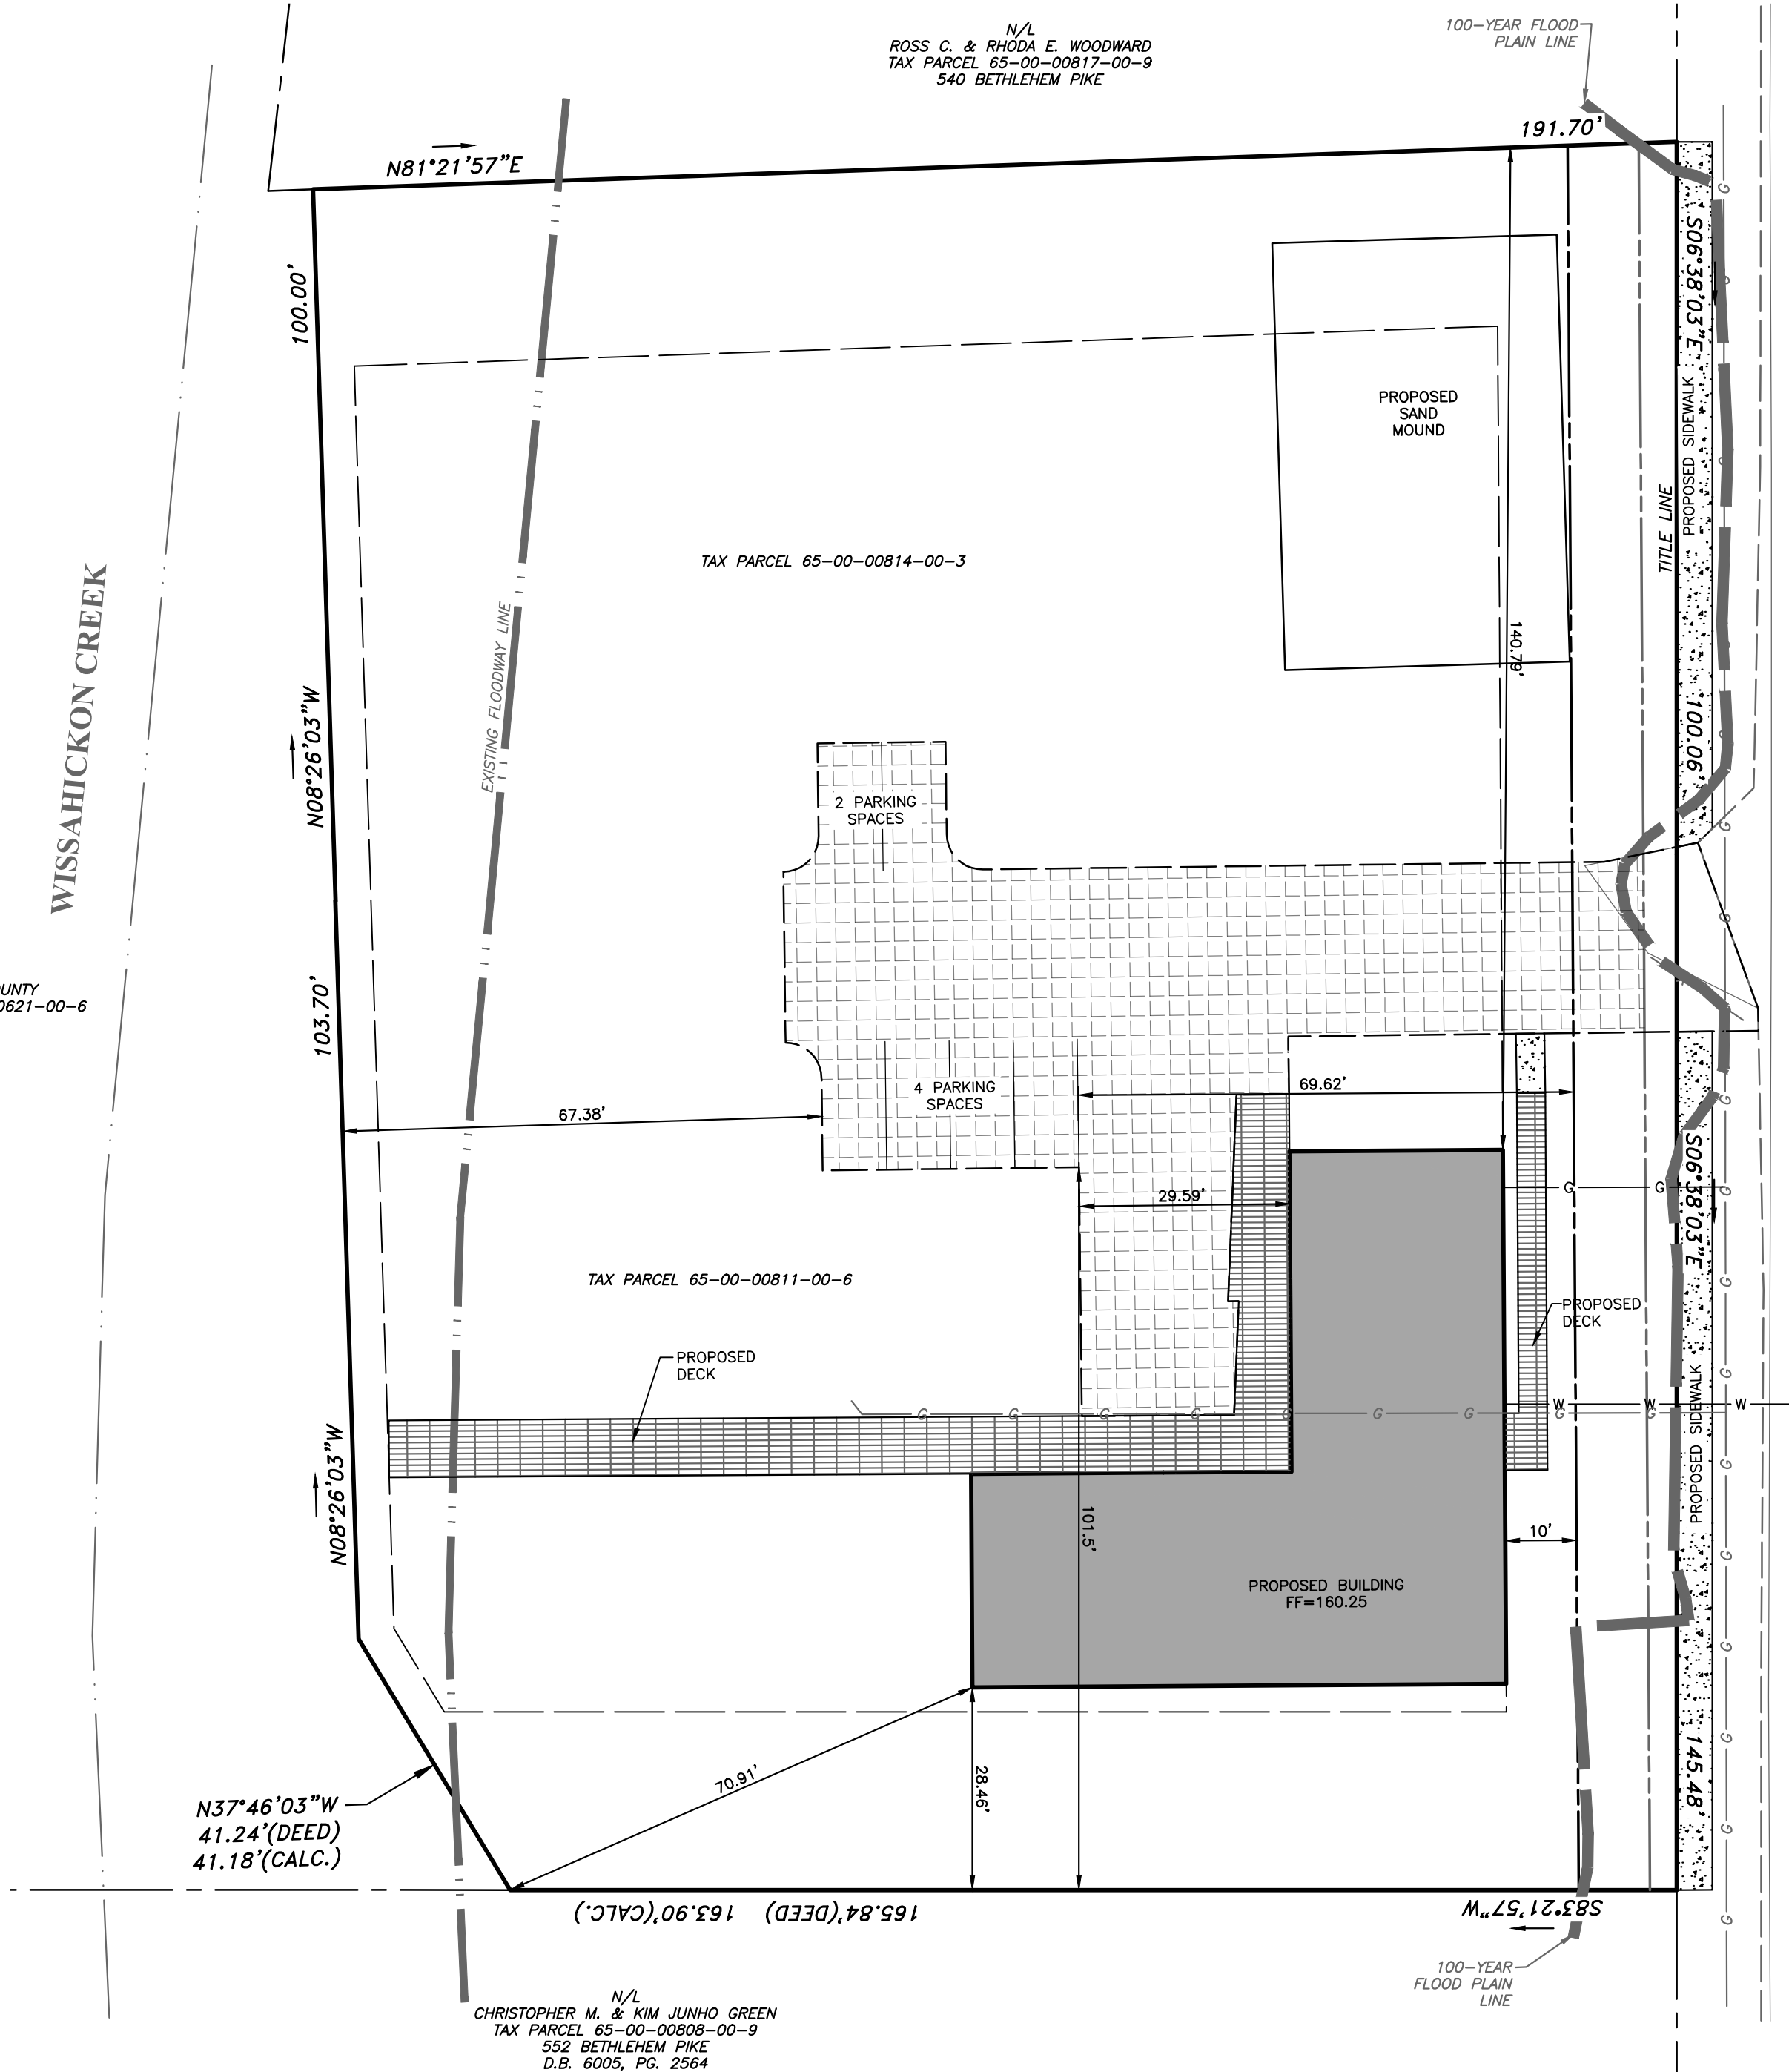 N/L
ROSS C. & RHODA E. WOODWARD
TAX PARCEL 65-00-00817-00-9
540 BETHLEHEM PIKE
100-YEAR FLOOD
PLAIN LINE
191.70'
N81°21'57"E
100.00'
S06°38'03"E
PROPOSED SIDEWALK
TITLE LINE
100.06'
PROPOSED
SAND
MOUND
TAX PARCEL 65-00-00814-00-3
140.79'
EXISTING FLOODWAY LINE
WISSAHICKON CREEK
N08°26'03"W
2 PARKING
SPACES
103.70'
UNTY
0621-00-6
4 PARKING
SPACES
69.62'
67.38'
29.59'
S06°38'03"E
TAX PARCEL 65-00-00811-00-6
PROPOSED
DECK
PROPOSED
DECK
PROPOSED SIDEWALK
N08°26'03"W
101.5'
10'
PROPOSED BUILDING
FF=160.25
145.48'
70.91'
28.46'
N37°46'03"W
41.24'(DEED)
41.18'(CALC.)
165.84'(DEED) 163.90'(CALC.)
S83°21'57"W
100-YEAR
FLOOD PLAIN
LINE
N/L
CHRISTOPHER M. & KIM JUNHO GREEN
TAX PARCEL 65-00-00808-00-9
552 BETHLEHEM PIKE
D.B. 6005, PG. 2564
G G G G G G G G G
G G
W W W
G G G G G G G G G G G G G G G G G G